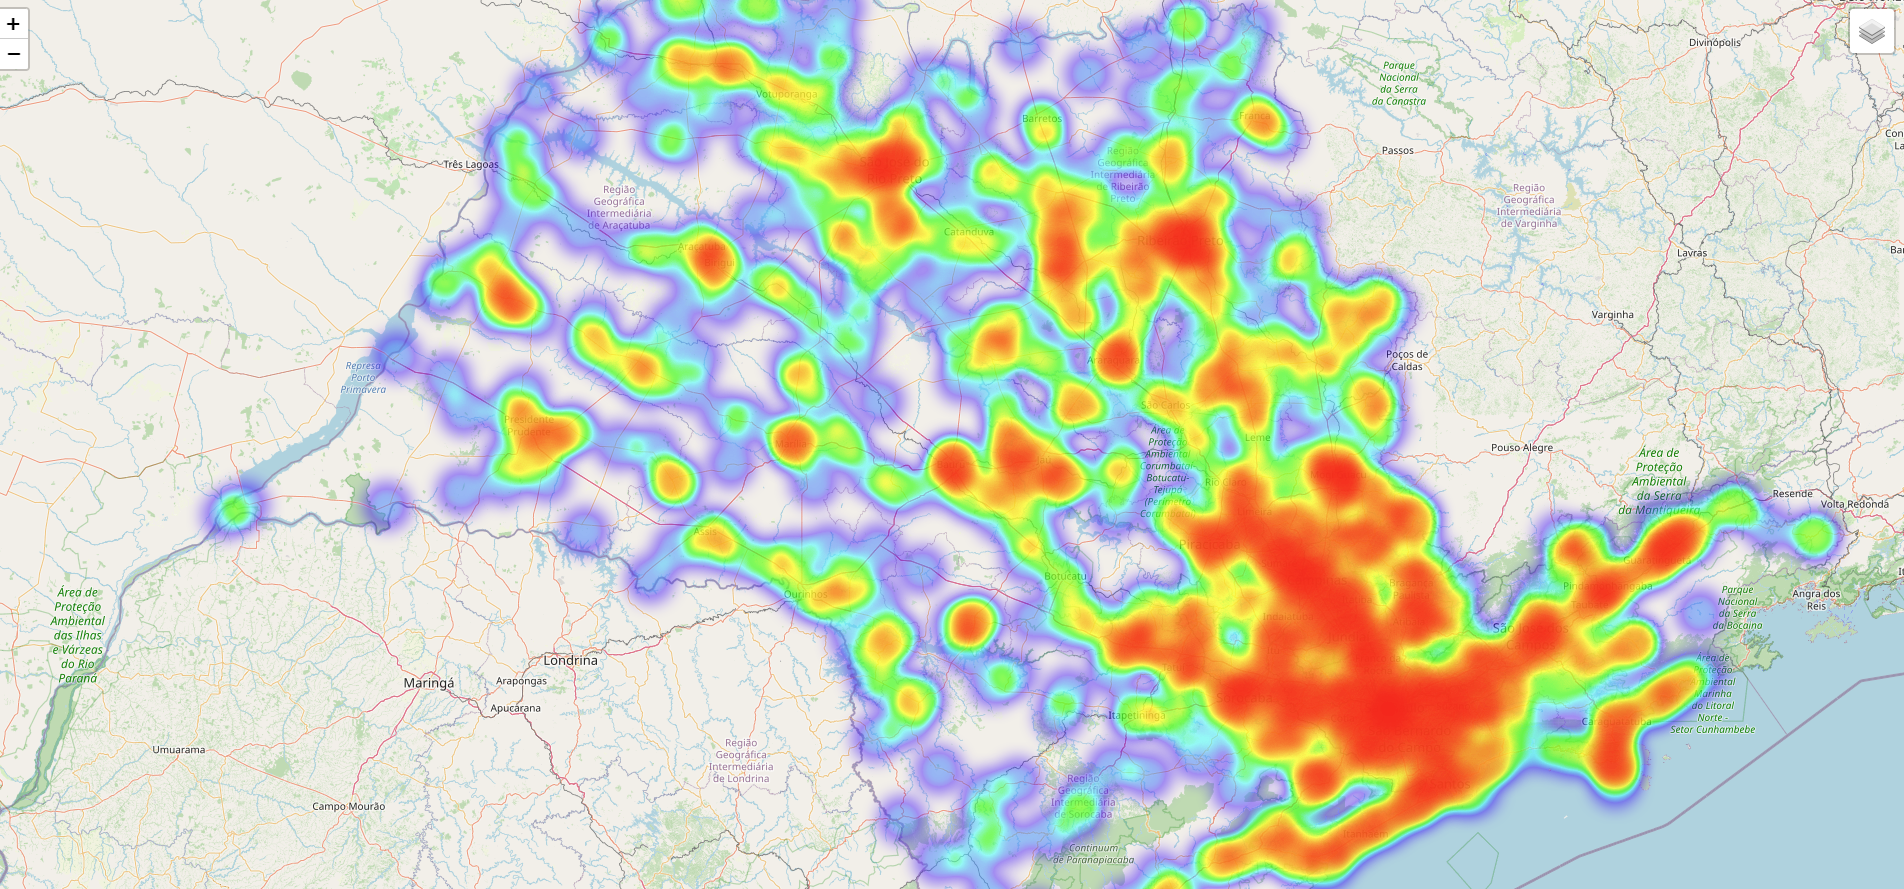 +
−
Divinópolis
Parque
Nacional
da Serra
da Canastra
Votuporanga
Barretos
Franca
Três Lagoas
Passos
Região
Geográfica
Intermediária
de Ribeirão
Preto
Região
Geográfica
Intermediária
de Araçatuba
Região
Geográfica
Intermediária
de Varginha
Catanduva
Lavras
Varginha
Represa
Porto
Primavera
Poços de
Caldas
São Carlos
Presidente
Prudente
Leme
Área de
Proteção
Ambiental
Corumbataí-
Botucatu-
Tejupá
(Perímetro
Corumbataí)
Pouso Alegre
Área de
Proteção
Ambiental
da Serra
da Mantiqueira
Rio Claro
Resende
Volta Redonda
Assis
Piracicaba
Botucatu
Ourinhos
Área de
Proteção
Ambiental
das Ilhas
e Várzeas
do Rio
Paraná
Angra dos
Reis
Parque
Nacional
da Serra
da Bocaina
Indaiatuba
Londrina
Maringá
Arapongas
Apucarana
Área de
Proteção
Ambiental
Marinha
do Litoral
Norte -
Setor Cunhambebe
Itapetininga
Caraguatatuba
Umuarama
Região
Geográfica
Intermediária
de Londrina
Região
Geográfica
Intermediária
de Sorocaba
Campo Mourão
Itanhaém
Continuum
de Paranapiacaba